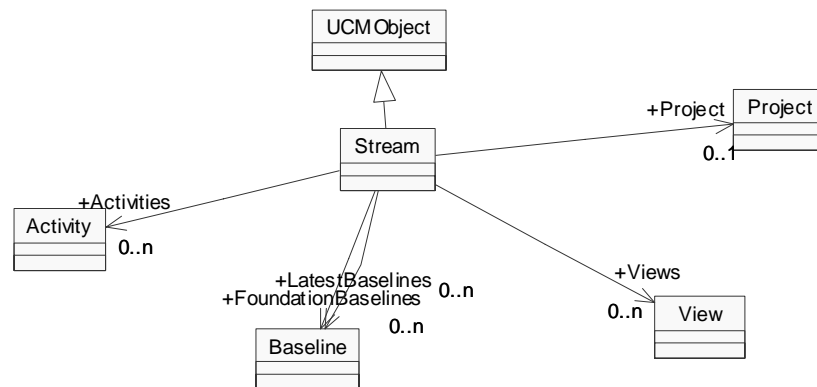 UCMObject
+Project
Project
0..1
Stream
+Activities
Activity
0..n
+LatestBaselines
0..n
+FoundationBaselines
0..n
+Views
0..n
View
Baseline